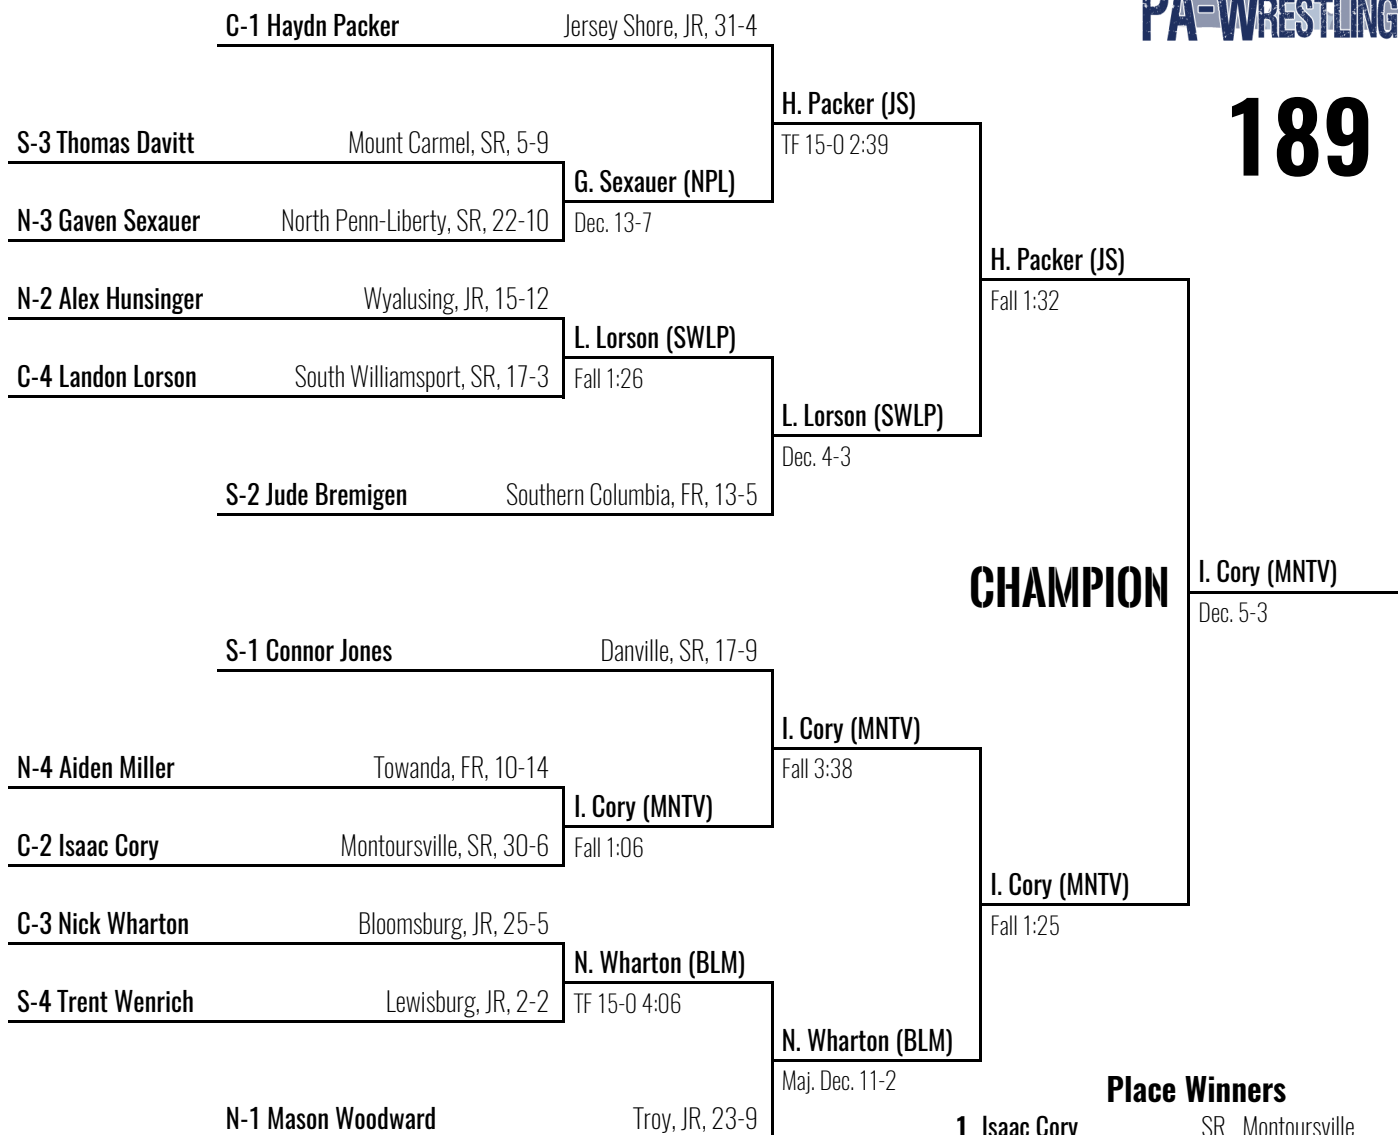 PA-WRESTLING
189
C-1 Haydn Packer Jersey Shore, JR, 31-4
H. Packer (JS)
TF 15-0 2:39
S-3 Thomas Davitt Mount Carmel, SR, 5-9
G. Sexauer (NPL)
Dec. 13-7
N-3 Gaven Sexauer North Penn-Liberty, SR, 22-10
H. Packer (JS)
Fall 1:32
N-2 Alex Hunsinger Wyalusing, JR, 15-12
L. Lorson (SWLP)
Fall 1:26
C-4 Landon Lorson South Williamsport, SR, 17-3
L. Lorson (SWLP)
Dec. 4-3
S-2 Jude Bremigen Southern Columbia, FR, 13-5
CHAMPION
I. Cory (MNTV)
Dec. 5-3
S-1 Connor Jones Danville, SR, 17-9
I. Cory (MNTV)
Fall 3:38
N-4 Aiden Miller Towanda, FR, 10-14
I. Cory (MNTV)
Fall 1:06
C-2 Isaac Cory Montoursville, SR, 30-6
I. Cory (MNTV)
Fall 1:25
C-3 Nick Wharton Bloomsburg, JR, 25-5
N. Wharton (BLM)
TF 15-0 4:06
S-4 Trent Wenrich Lewisburg, JR, 2-2
N. Wharton (BLM)
Maj. Dec. 11-2
N-1 Mason Woodward Troy, JR, 23-9
Place Winners
1 Isaac Cory SR Montoursville